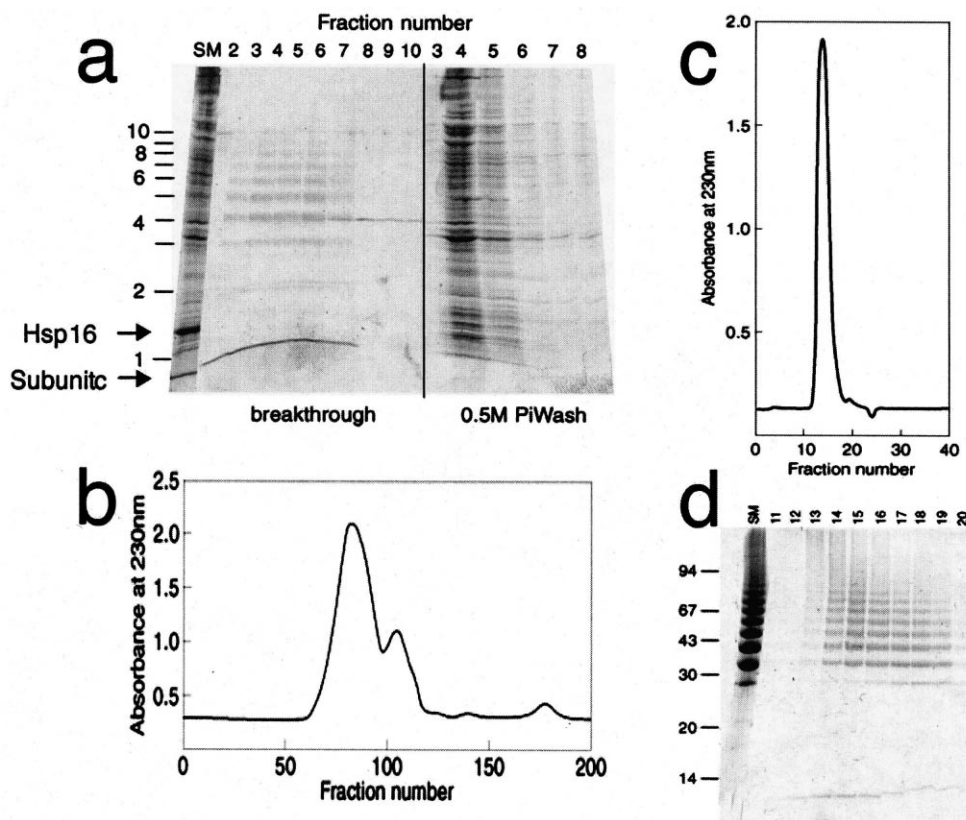 a
Fraction number
SM 2 3 4 5 6 7 8 9 10 3 4 5 6 7 8
10
8
6
4
2
1
Hsp16
Subunitc
breakthrough
0.5M PiWash
b
Absorbance at 230nm
2.5
2.0
1.5
1.0
0.5
0 100 200
Fraction number
c
Absorbance at 230nm
2.0
1.5
1.0
0.5
0 10 20 30 40
Fraction number
d
SM 11 12 13 14 15 16 17 18 19 20
94
67
43
30
20
14